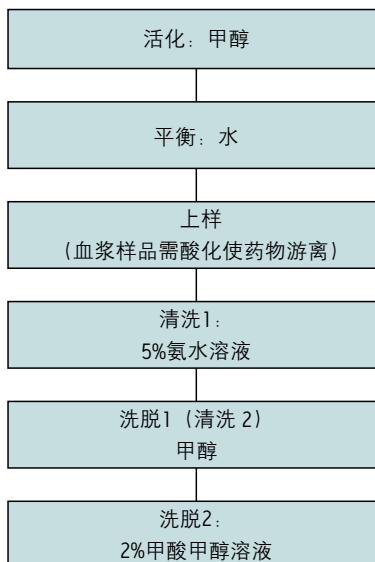 活化：甲醇
平衡：水
上样
（血浆样品需酸化使药物游离）
清洗1：
5%氨水溶液
洗脱1（清洗 2）
甲醇
洗脱2：
2%甲酸甲醇溶液